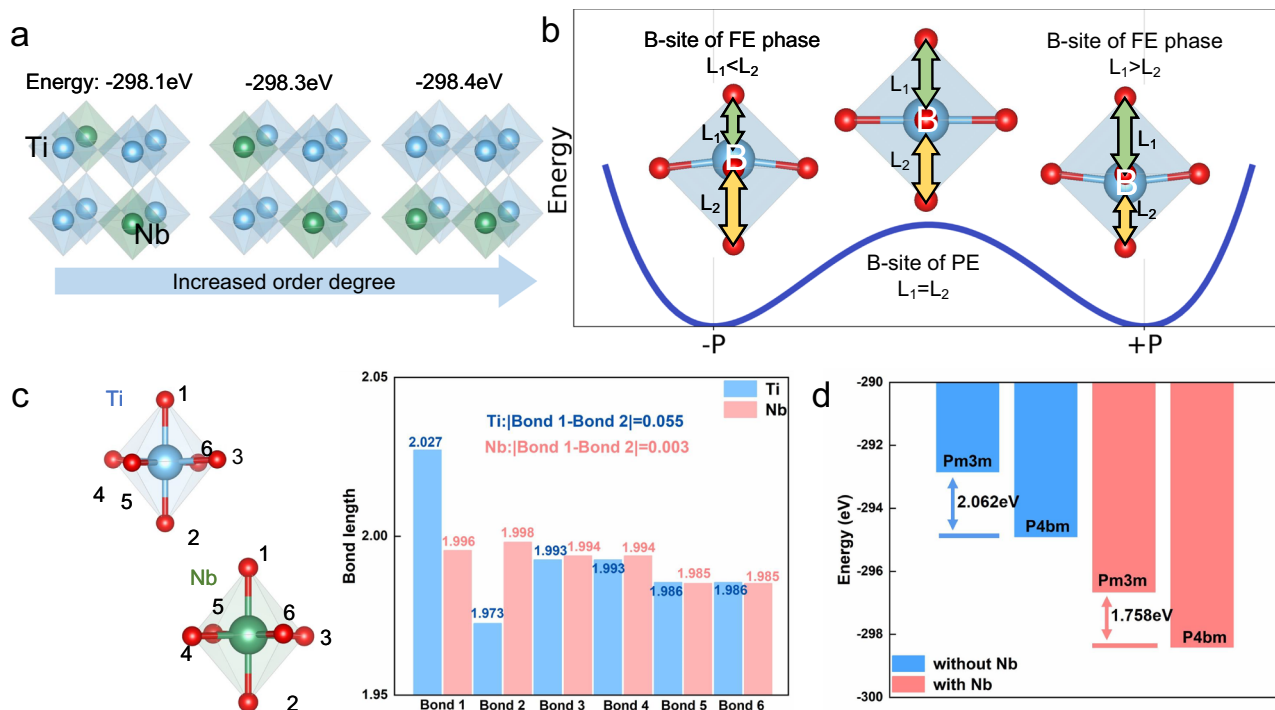 a
Energy: -298.1eV
-298.3eV
-298.4eV
Ti
Nb
Increased order degree
b
Energy
B-site of FE phase
L₁<L₂
L₁
B
L₂
L₁
B
L₂
B-site of PE
L₁=L₂
B-site of FE phase
L₁>L₂
L₁
B
L₂
-P
+P
c
Ti
1
6
3
4
5
2
Nb
1
5
6
3
4
2
Bond length
2.05
2.00
1.95
Ti
Nb
Ti:|Bond 1-Bond 2|=0.055
Nb:|Bond 1-Bond 2|=0.003
2.027
1.996
1.973
1.998
1.993
1.994
1.993
1.994
1.986
1.985
1.986
1.985
Bond 1
Bond 2
Bond 3
Bond 4
Bond 5
Bond 6
d
Energy (eV)
-290
-292
-294
-296
-298
-300
Pm3m
2.062eV
P4bm
Pm3m
1.758eV
P4bm
without Nb
with Nb